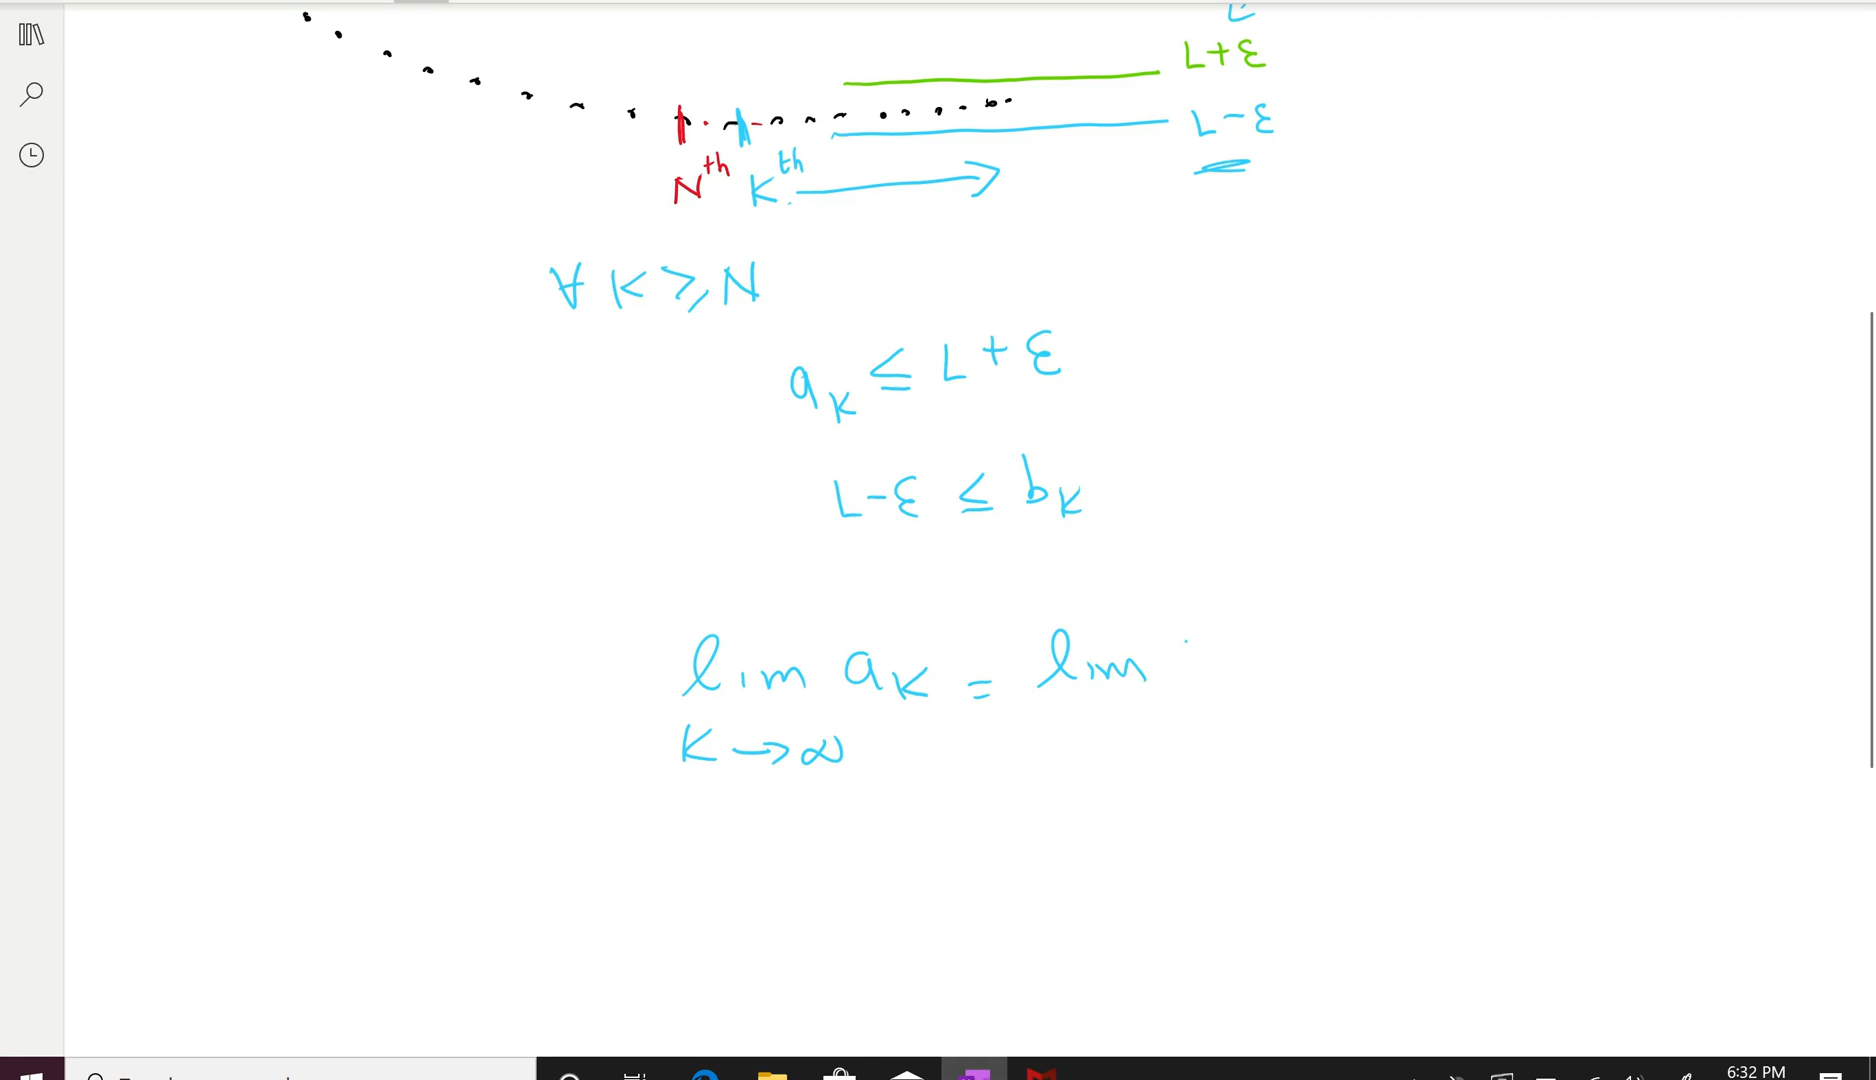 L+ε
L-ε
Nth Kth
∀ K ≥ N
aK ≤ L + ε
L-ε ≤ bK
lim aK = lim
K → ∞
6:32 PM